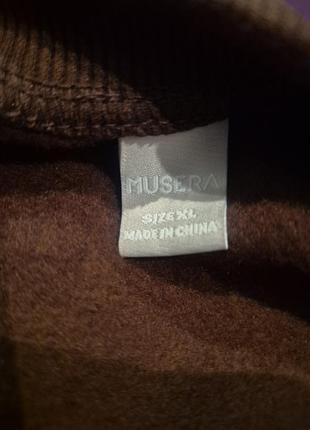 MUSERA
SIZE XL
MADE IN CHINA